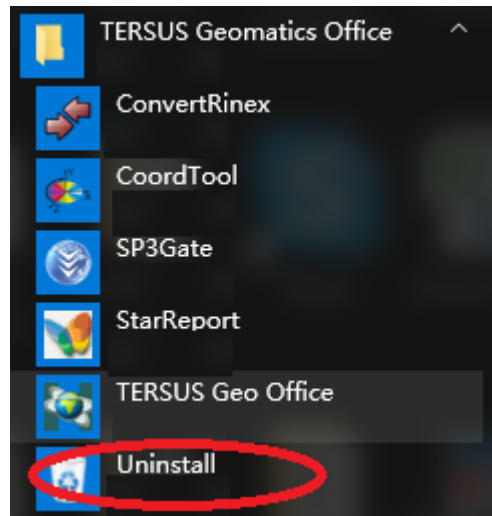 TERSUS Geomatics Office
ConvertRinex
CoordTool
SP3Gate
StarReport
TERSUS Geo Office
Uninstall